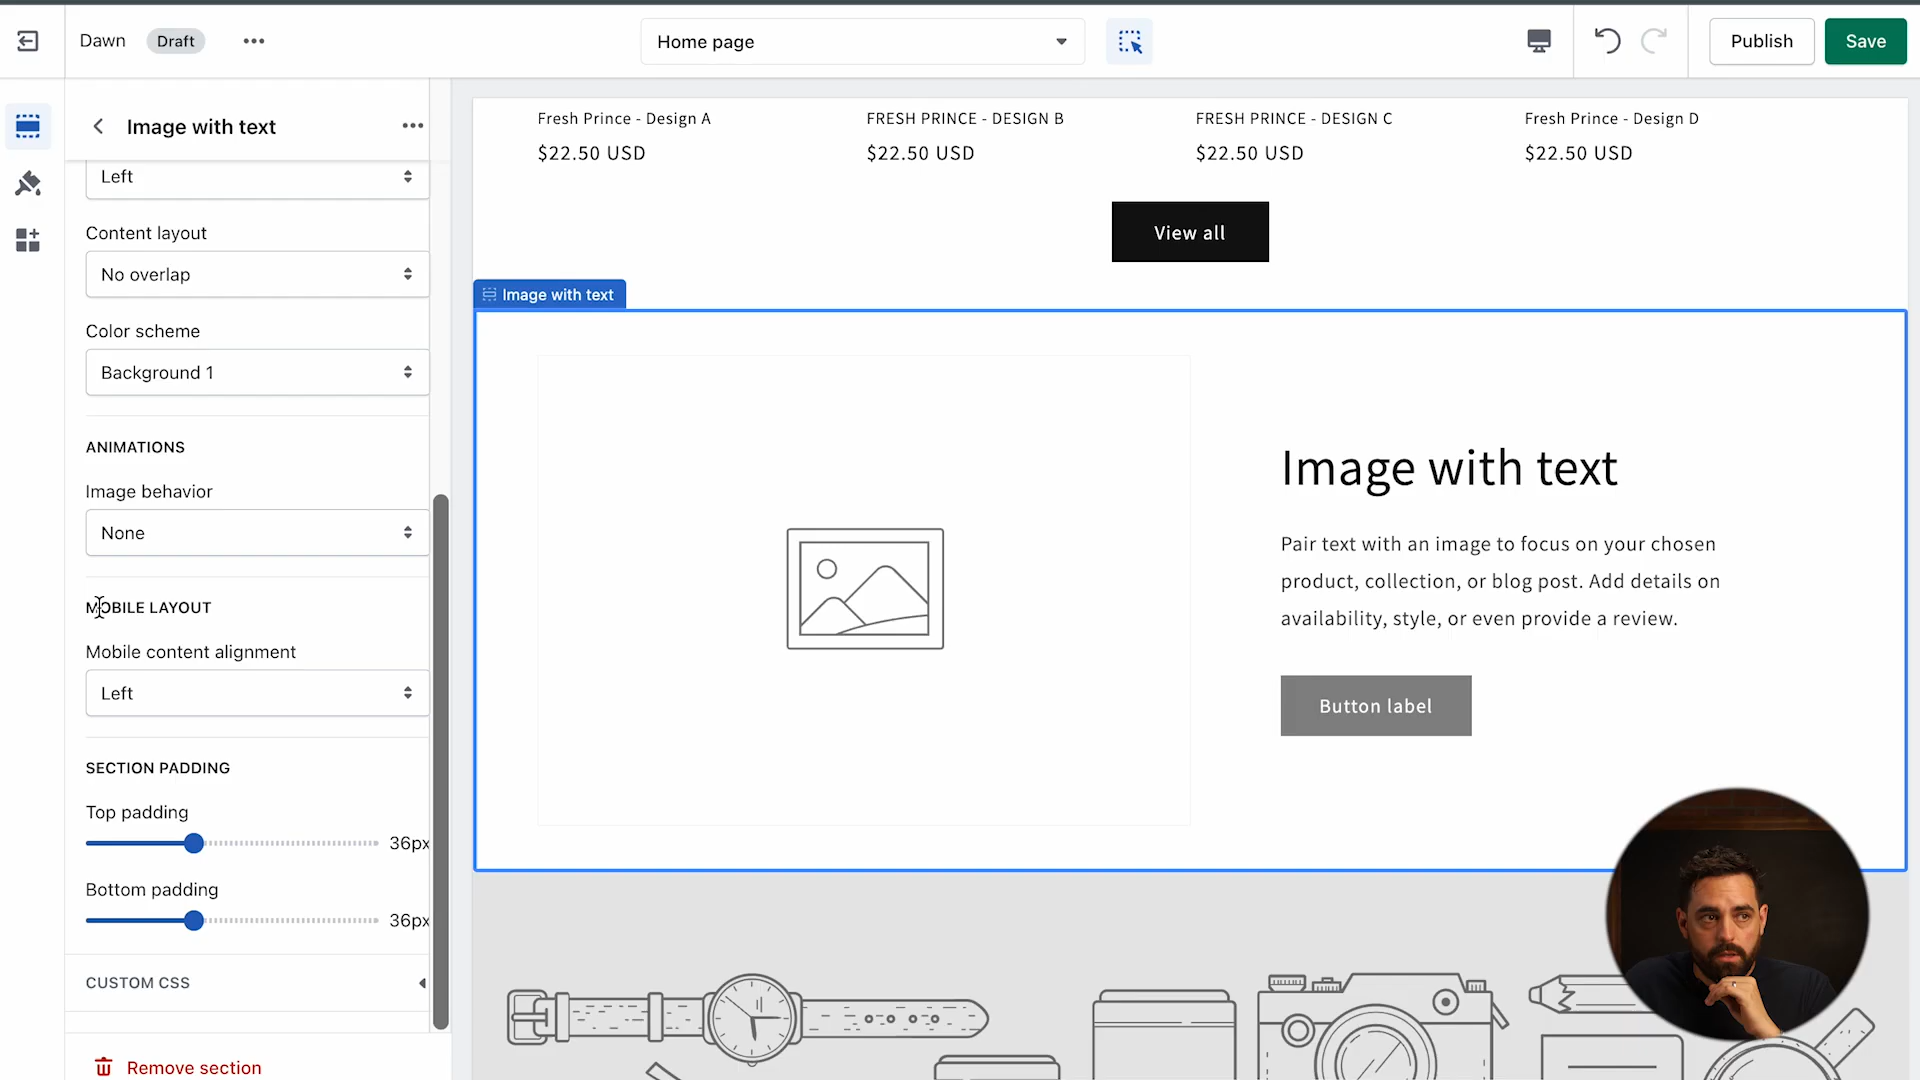 Dawn
Draft
Home page
Publish
Save
Image with text
Left
Content layout
No overlap
Color scheme
Background 1
ANIMATIONS
Image behavior
None
MOBILE LAYOUT
Mobile content alignment
Left
SECTION PADDING
Top padding
36px
Bottom padding
36px
CUSTOM CSS
Remove section
Fresh Prince - Design A
$22.50 USD
FRESH PRINCE - DESIGN B
$22.50 USD
FRESH PRINCE - DESIGN C
$22.50 USD
Fresh Prince - Design D
$22.50 USD
View all
Image with text
Image with text
Pair text with an image to focus on your chosen
product, collection, or blog post. Add details on
availability, style, or even provide a review.
Button label